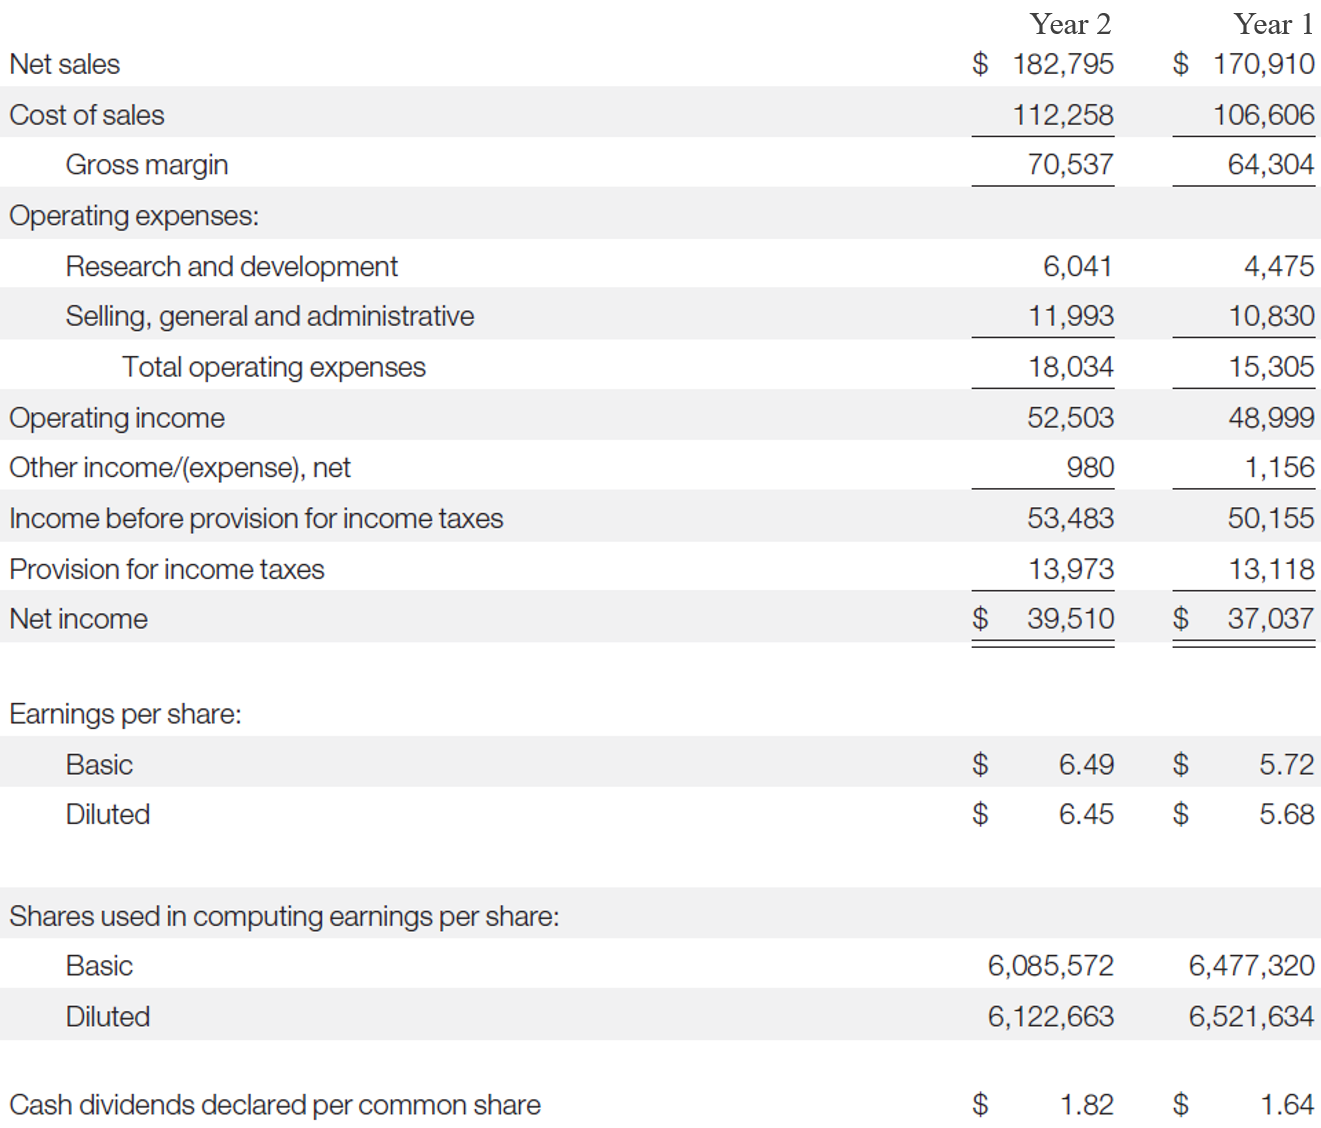 Year 2 Year 1
Net sales $ 182,795 $ 170,910
Cost of sales 112,258 106,606
Gross margin 70,537 64,304
Operating expenses:
Research and development 6,041 4,475
Selling, general and administrative 11,993 10,830
Total operating expenses 18,034 15,305
Operating income 52,503 48,999
Other income/(expense), net 980 1,156
Income before provision for income taxes 53,483 50,155
Provision for income taxes 13,973 13,118
Net income $ 39,510 $ 37,037
Earnings per share:
Basic $ 6.49 $ 5.72
Diluted $ 6.45 $ 5.68
Shares used in computing earnings per share:
Basic 6,085,572 6,477,320
Diluted 6,122,663 6,521,634
Cash dividends declared per common share $ 1.82 $ 1.64